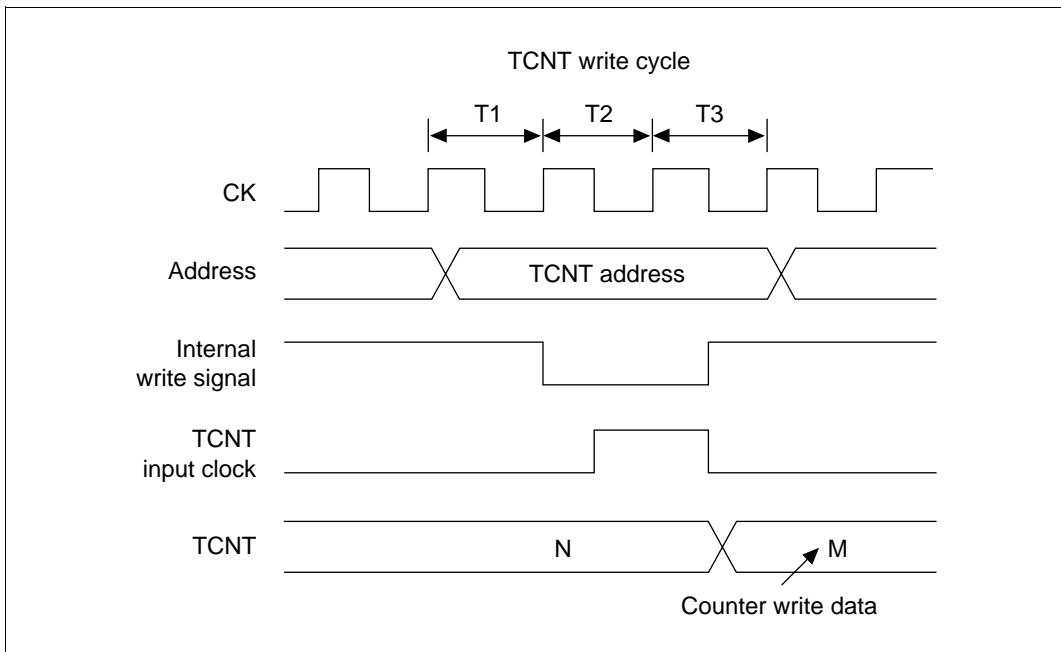 TCNT write cycle
T1 T2 T3
CK
Address
TCNT address
Internal
write signal
TCNT
input clock
TCNT
N
M
Counter write data